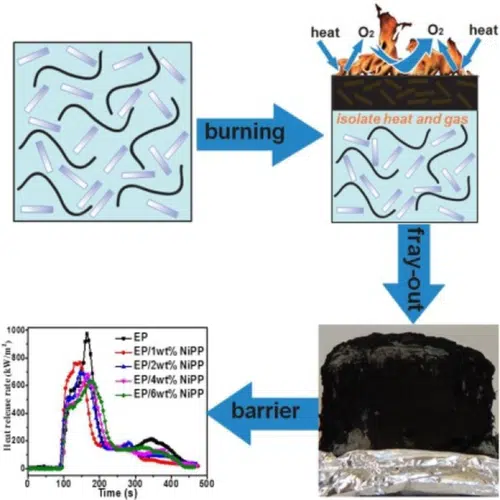 heat
O₂
O₂
heat
burning
isolate heat and gas
fray-out
barrier
Heat release rate (kW/m²)
1000
800
600
400
200
0
EP
EP/1wt% NiPP
EP/2wt% NiPP
EP/4wt% NiPP
EP/6wt% NiPP
0
100
200
300
400
500
Time (s)